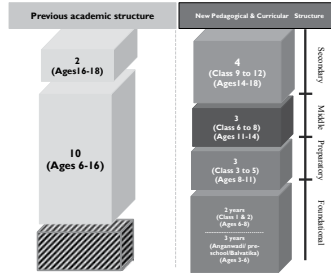 Previous academic structure
2
(Ages16-18)
10
(Ages 6-16)
New Pedagogical & Curricular Structure
4
(Class 9 to 12)
(Ages14-18)
3
(Class 6 to 8)
(Ages 11-14)
3
(Class 3 to 5)
(Ages 8-11)
2 years
(Class 1 & 2)
(Ages 6-8)
3 years
(Anganwadi/ pre-
school/Balvatika)
(Ages 3-6)
Secondary
Middle
Preparatory
Foundational